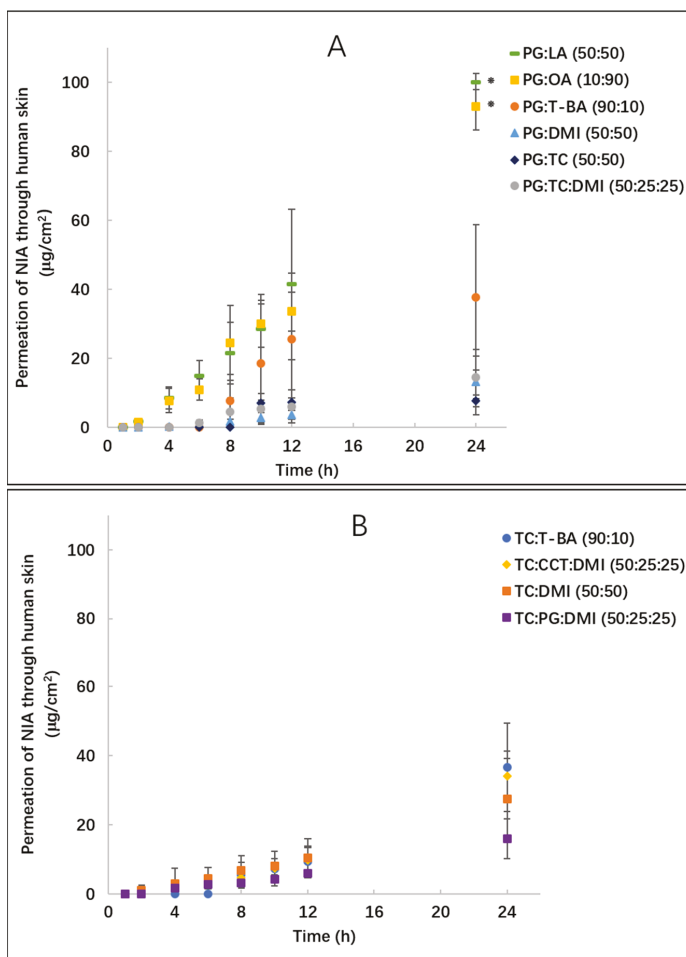 A
PG:LA (50:50)
PG:OA (10:90)
PG:T-BA (90:10)
PG:DMI (50:50)
PG:TC (50:50)
PG:TC:DMI (50:25:25)
*
*
Permeation of NIA through human skin
(μg/cm²)
100
80
60
40
20
0
0 4 8 12 16 20 24
Time (h)
B
TC:T-BA (90:10)
TC:CCT:DMI (50:25:25)
TC:DMI (50:50)
TC:PG:DMI (50:25:25)
Permeation of NIA through human skin
(μg/cm²)
100
80
60
40
20
0
0 4 8 12 16 20 24
Time (h)